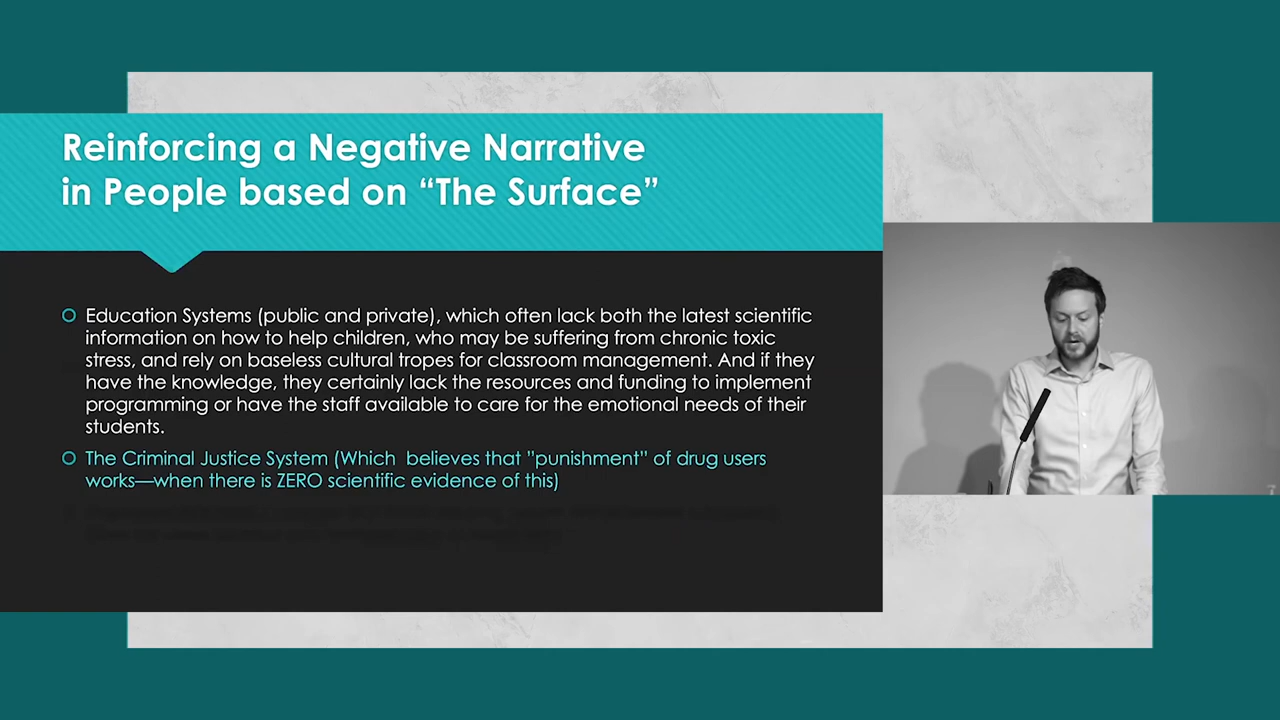 Reinforcing a Negative Narrative
in People based on “The Surface”
Education Systems (public and private), which often lack both the latest scientific
information on how to help children, who may be suffering from chronic toxic
stress, and rely on baseless cultural tropes for classroom management. And if they
have the knowledge, they certainly lack the resources and funding to implement
programming or have the staff available to care for the emotional needs of their
students.
The Criminal Justice System (Which  believes that ”punishment” of drug users
works—when there is ZERO scientific evidence of this)